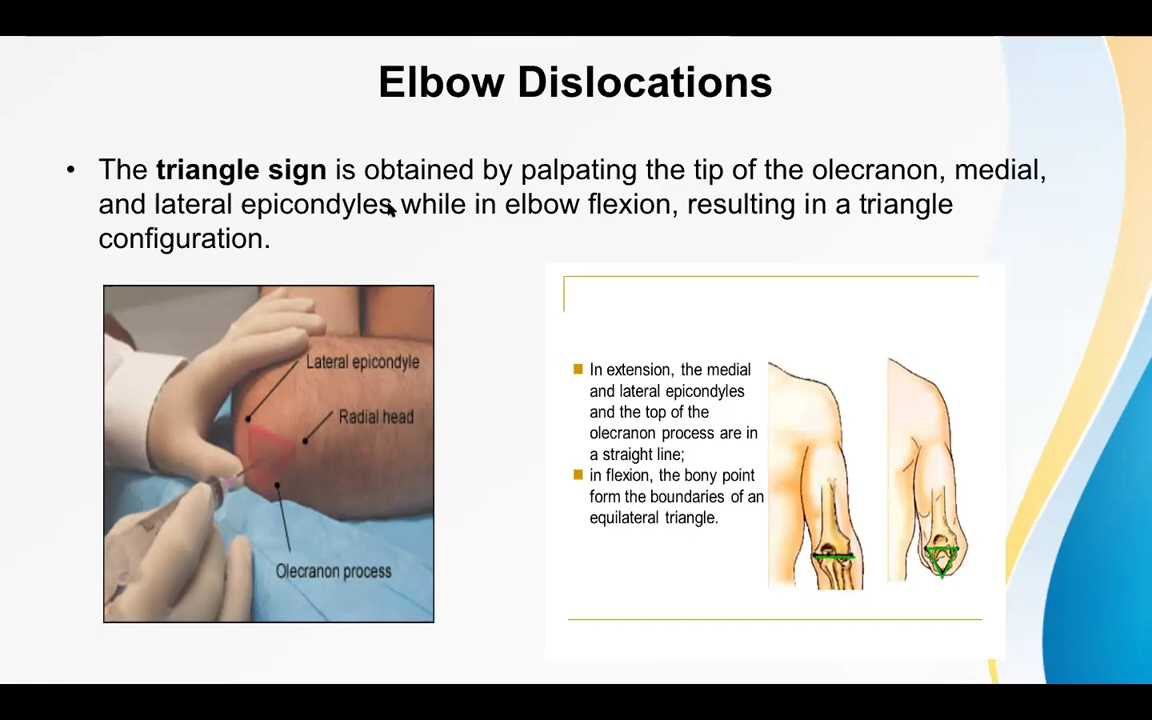 Elbow Dislocations
• The triangle sign is obtained by palpating the tip of the olecranon, medial,
and lateral epicondyles while in elbow flexion, resulting in a triangle
configuration.
Lateral epicondyle
Radial head
Olecranon process
In extension, the medial
and lateral epicondyles
and the top of the
olecranon process are in
a straight line;
in flexion, the bony point
form the boundaries of an
equilateral triangle.